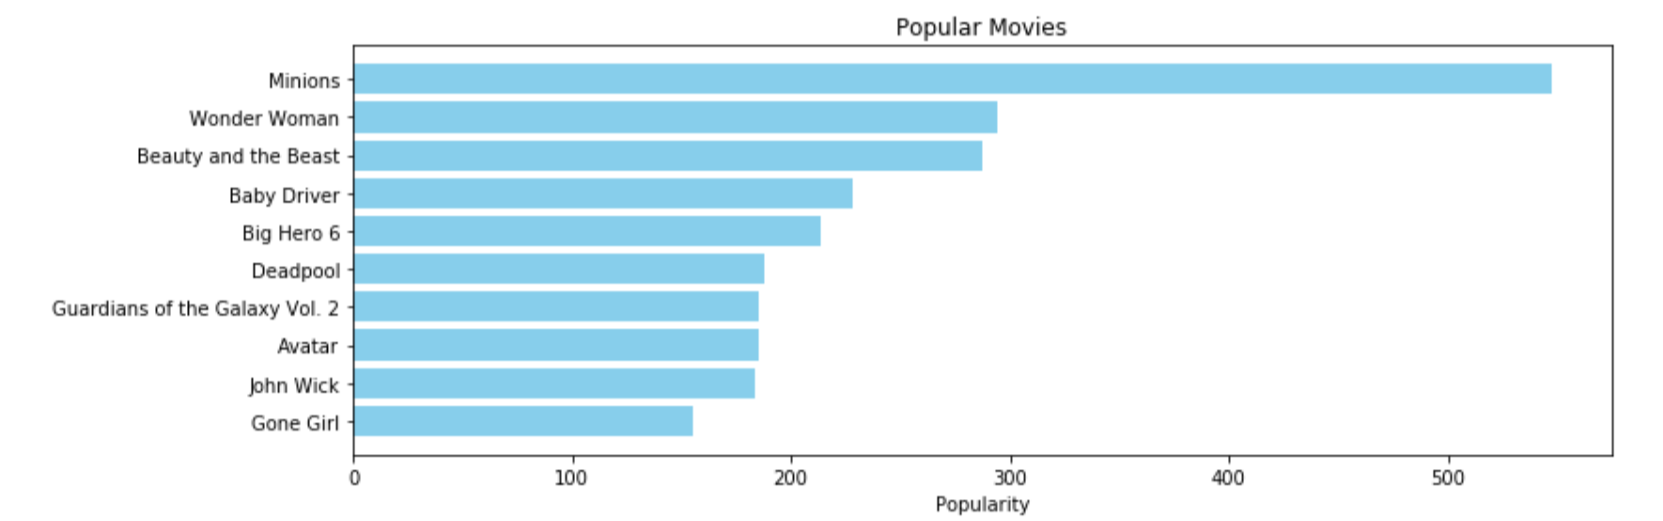 Popular Movies
Minions
Wonder Woman
Beauty and the Beast
Baby Driver
Big Hero 6
Deadpool
Guardians of the Galaxy Vol. 2
Avatar
John Wick
Gone Girl
0 100 200 300 400 500
Popularity